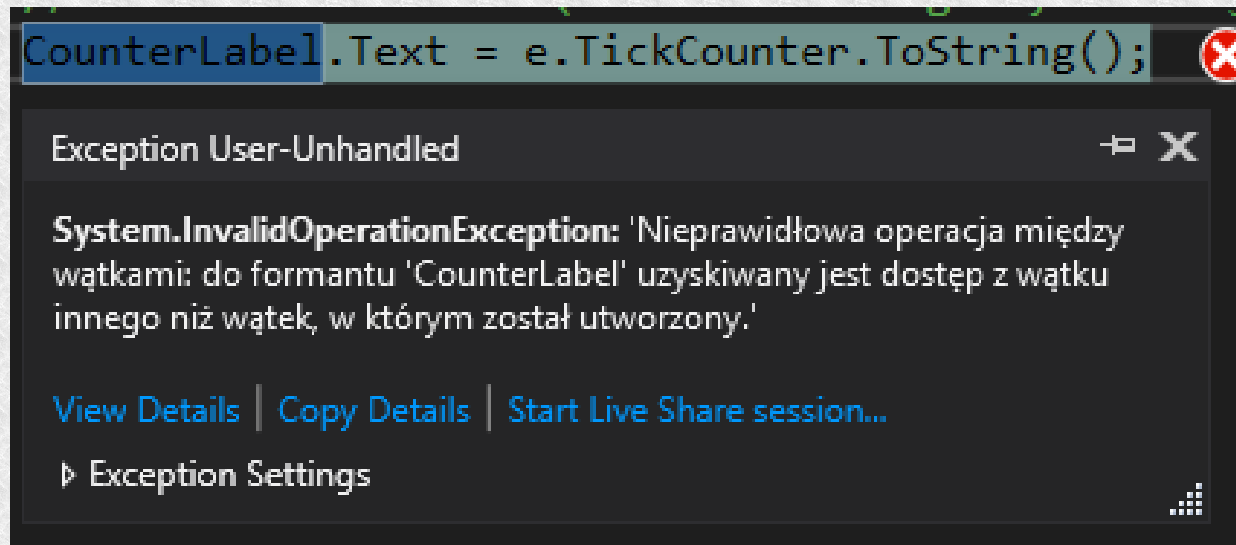 CounterLabel.Text = e.TickCounter.ToString();
Exception User-Unhandled
System.InvalidOperationException: 'Nieprawidłowa operacja między
wątkami: do formantu 'CounterLabel' uzyskiwany jest dostęp z wątku
innego niż wątek, w którym został utworzony.'
View Details | Copy Details | Start Live Share session...
Exception Settings